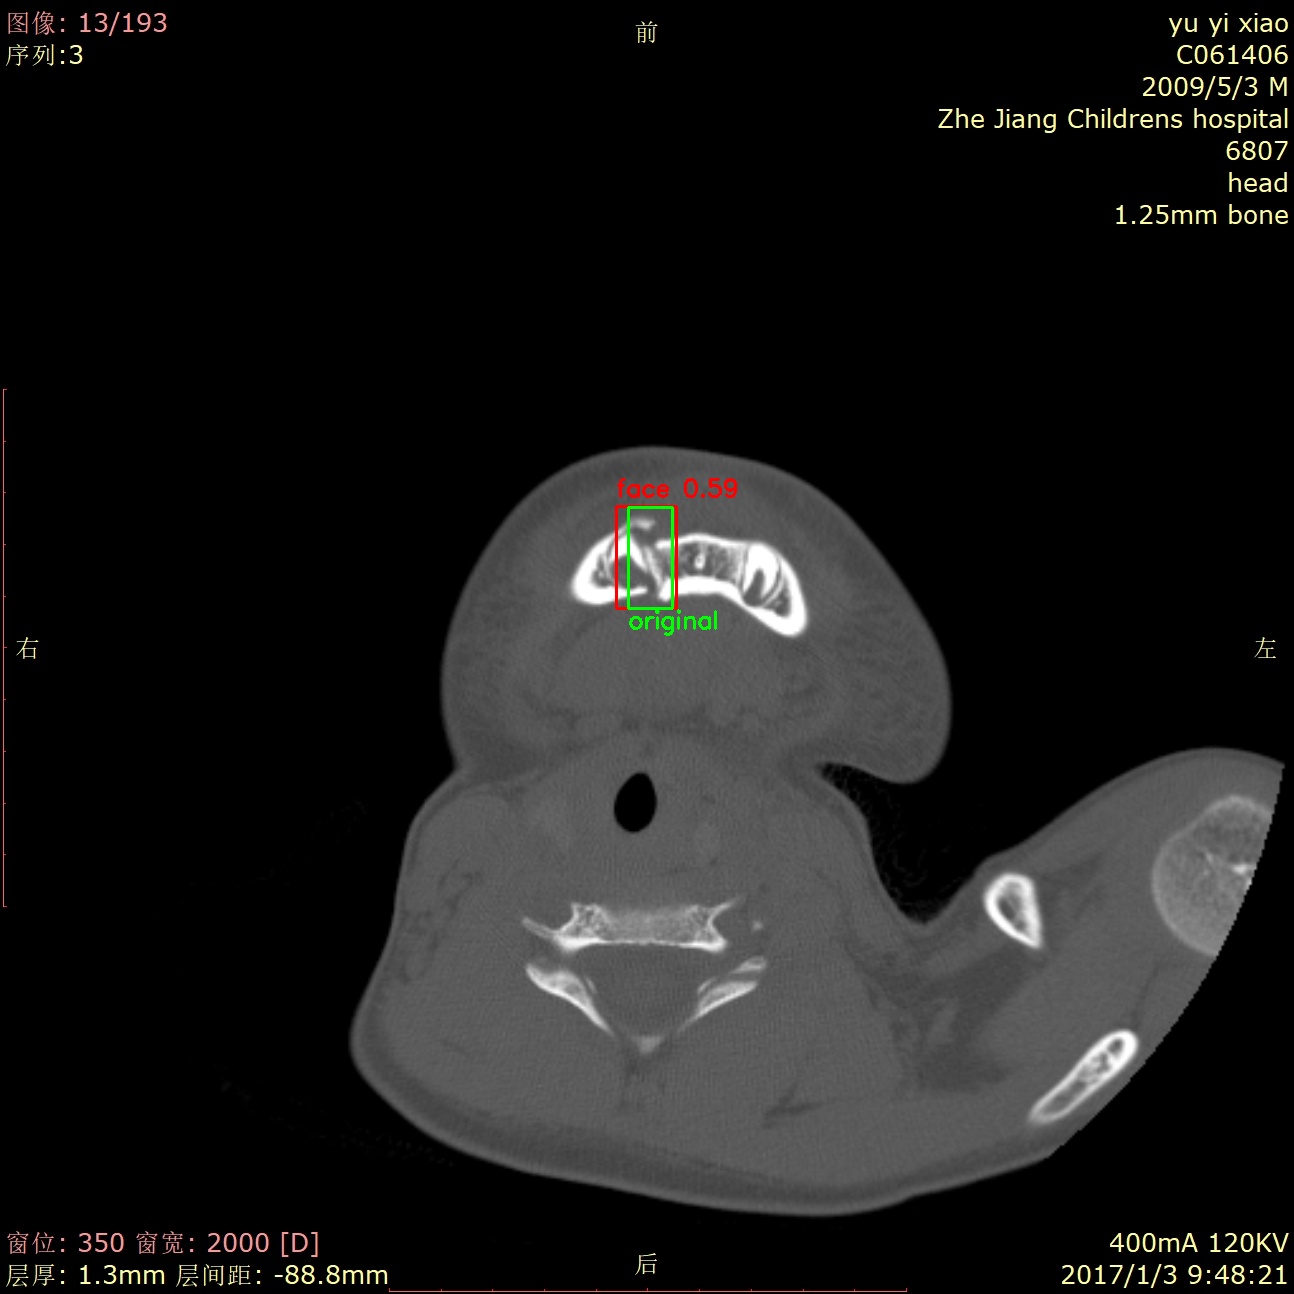 图像: 13/193
序列:3
前
yu yi xiao
C061406
2009/5/3 M
Zhe Jiang Childrens hospital
6807
head
1.25mm bone
face 0.59
original
右
左
窗位: 350 窗宽: 2000 [D]
层厚: 1.3mm 层间距: -88.8mm
后
400mA 120KV
2017/1/3 9:48:21